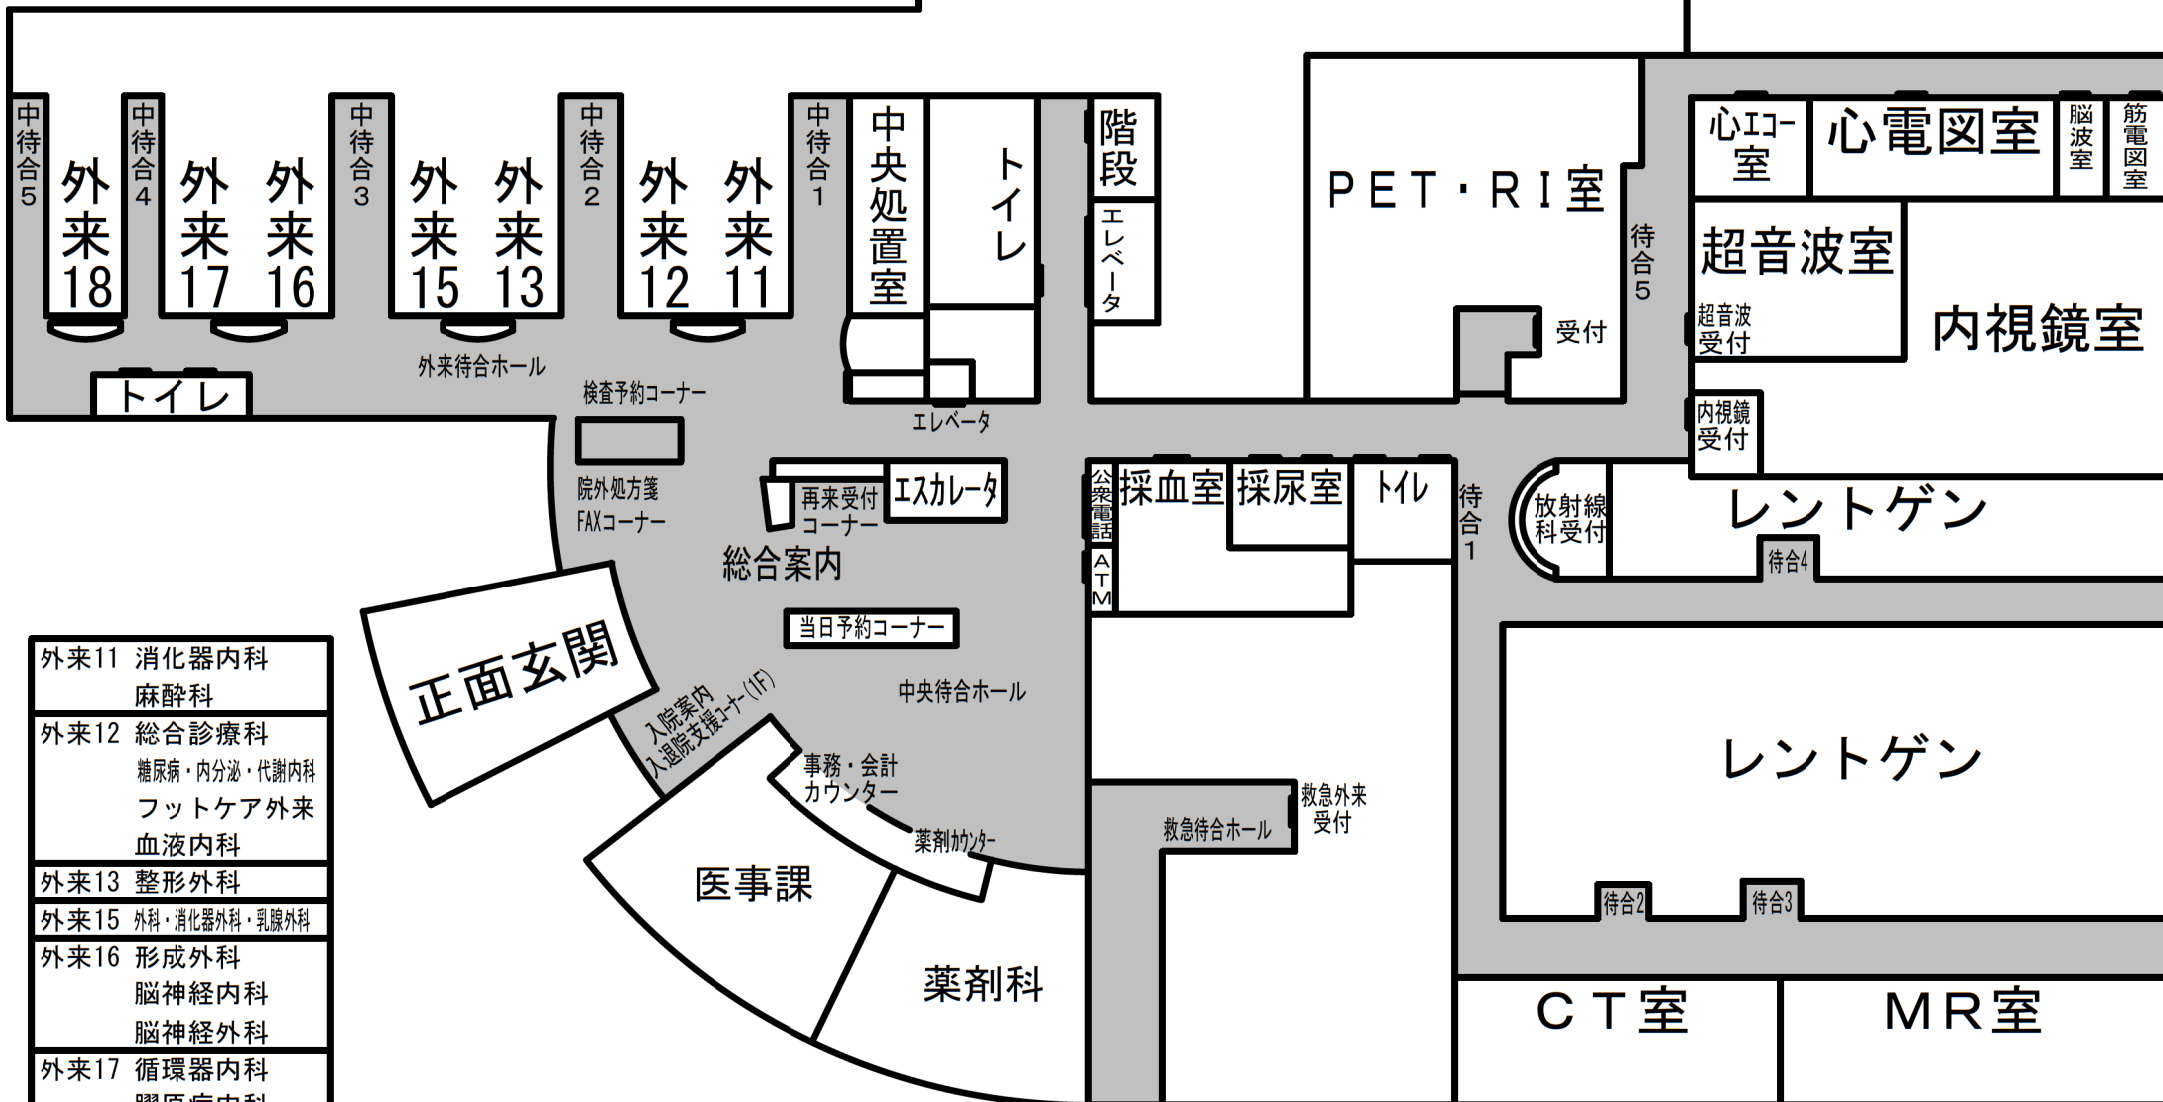 中待合5
外来18
中待合4
外来17
外来16
中待合3
外来15
外来13
中待合2
外来12
外来11
中待合1
中央処置室
トイレ
階段
エレベータ
PET・RI室
受付
待合5
心エコー
室
心電図室
脳波室
筋電図室
超音波室
超音波
受付
内視鏡室
内視鏡
受付
外来待合ホール
トイレ
検査予約コーナー
エレベータ
院外処方箋
FAXコーナー
再来受付
コーナー
エスカレータ
総合案内
当日予約コーナー
公衆電話
ATM
採血室
採尿室
トイレ
待合1
放射線
科受付
レントゲン
待合4
正面玄関
入院案内
入退院支援コーナー(1F)
中央待合ホール
事務・会計
カウンター
薬剤カウンター
医事課
薬剤科
救急待合ホール
救急外来
受付
レントゲン
待合2
待合3
CT室
MR室
外来11 消化器内科
麻酔科
外来12 総合診療科
糖尿病・内分泌・代謝内科
フットケア外来
血液内科
外来13 整形外科
外来15 外科・消化器外科・乳腺外科
外来16 形成外科
脳神経内科
脳神経外科
外来17 循環器内科